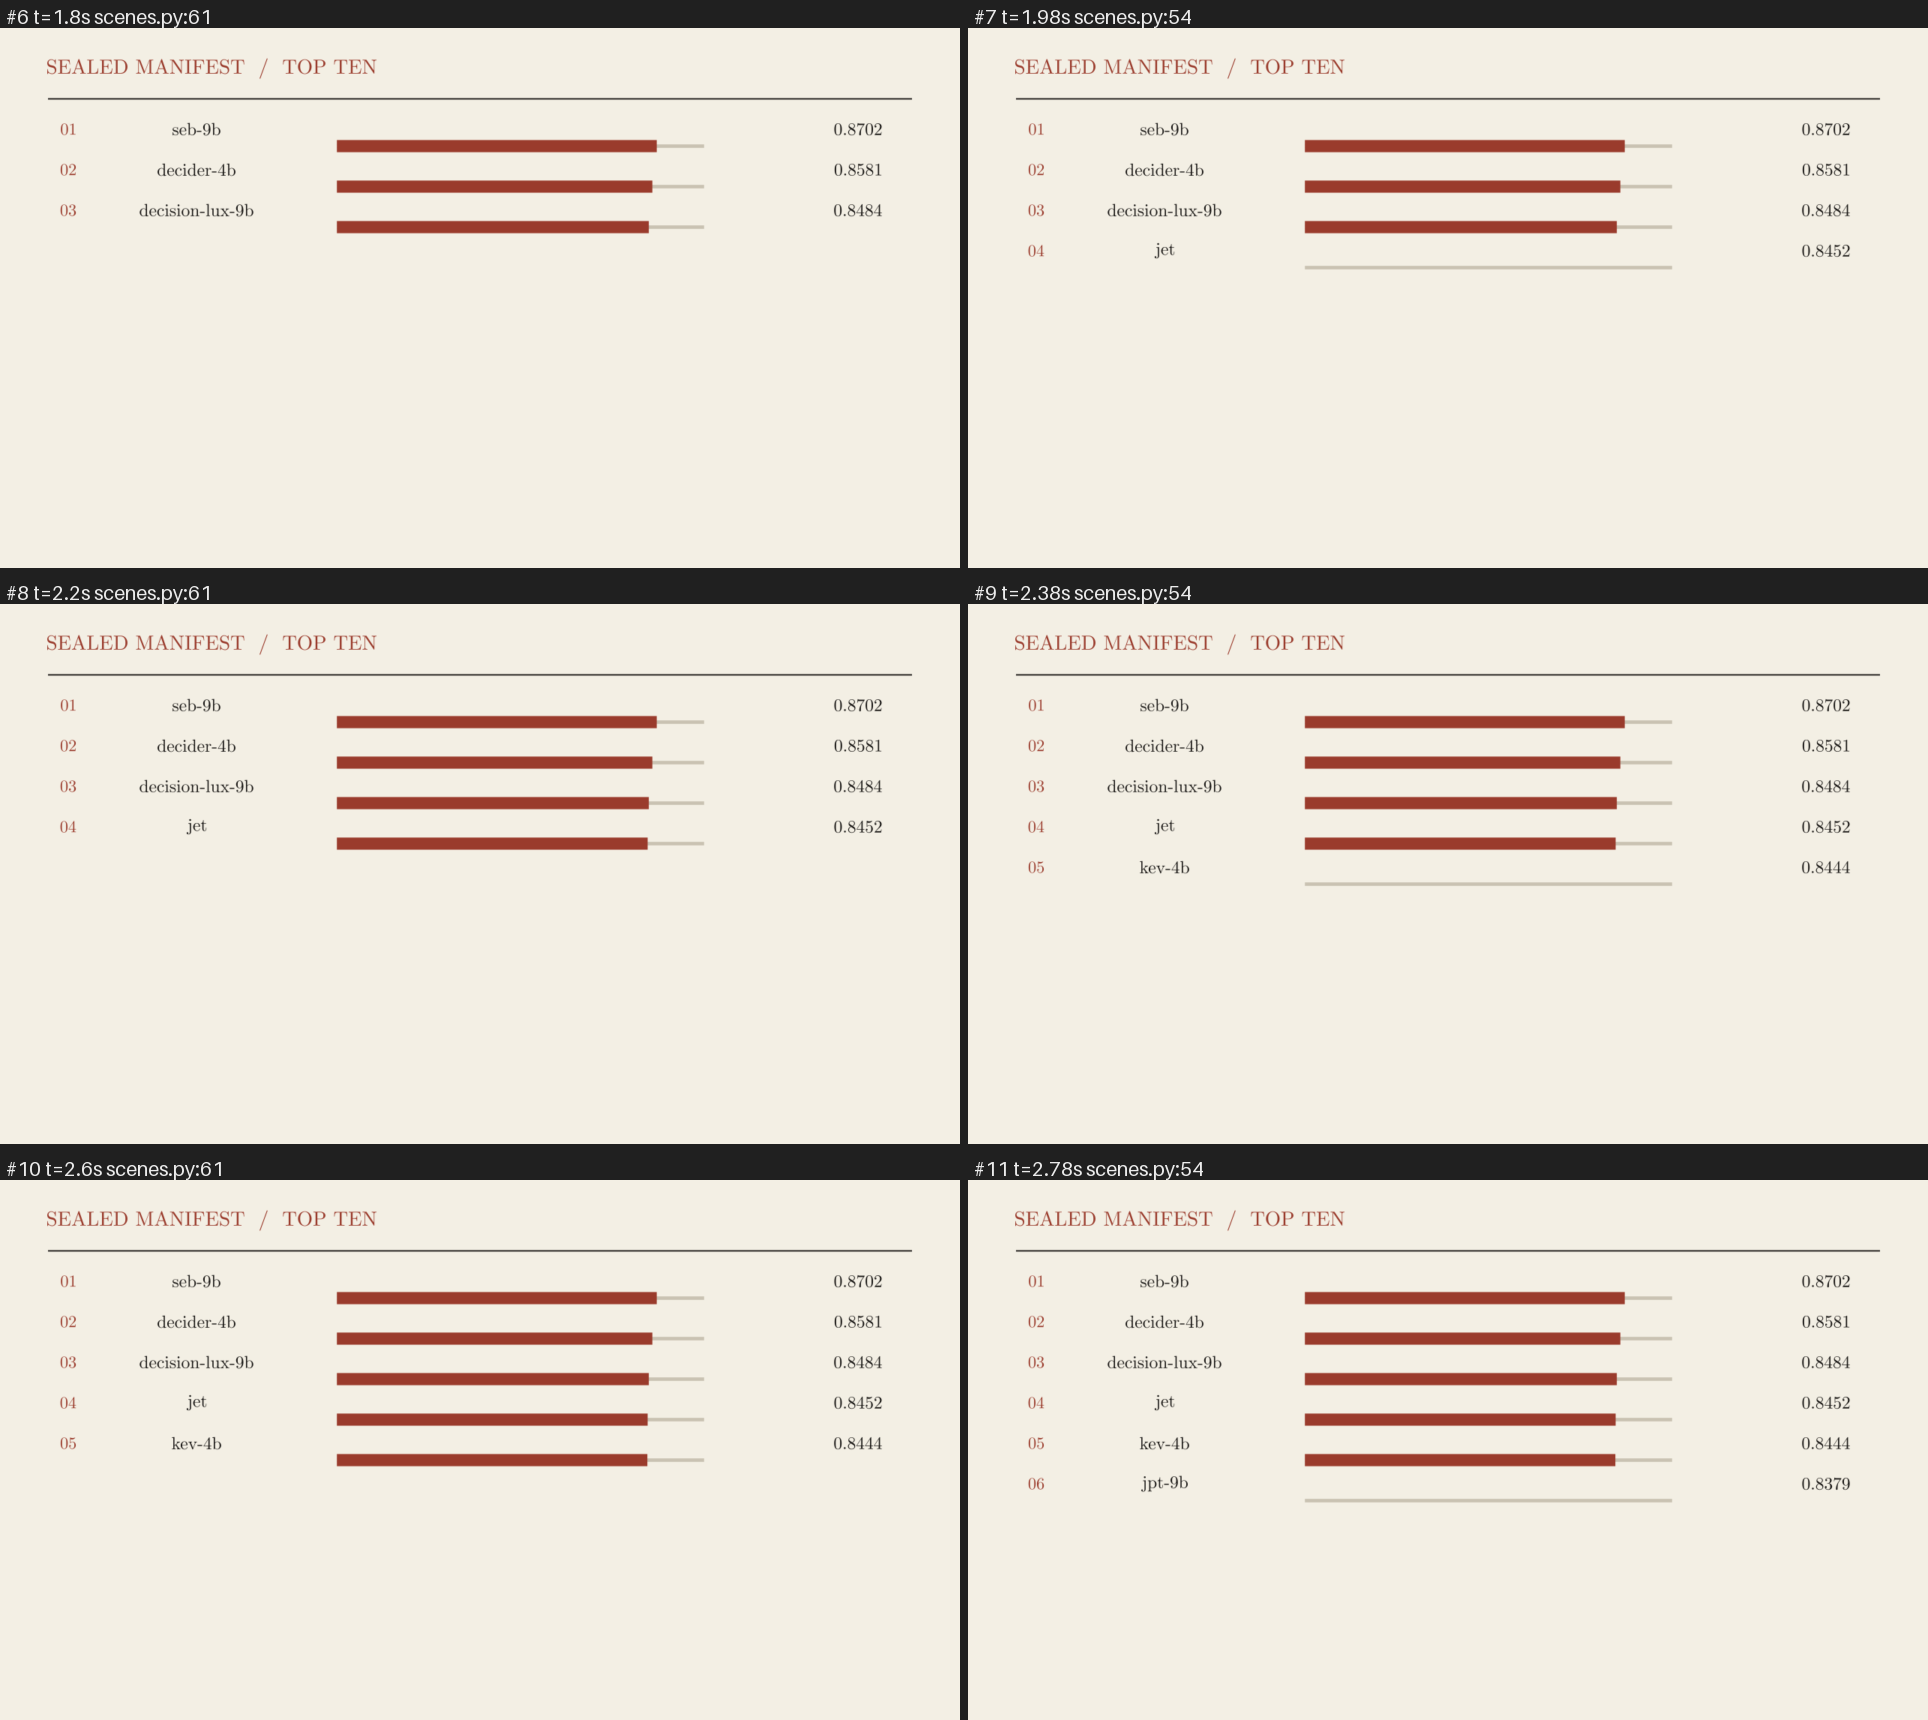 #6 t=1.8s scenes.py:61
SEALED MANIFEST / TOP TEN
01 seb-9b 0.8702
02 decider-4b 0.8581
03 decision-lux-9b 0.8484
#7 t=1.98s scenes.py:54
SEALED MANIFEST / TOP TEN
01 seb-9b 0.8702
02 decider-4b 0.8581
03 decision-lux-9b 0.8484
04 jet 0.8452
#8 t=2.2s scenes.py:61
SEALED MANIFEST / TOP TEN
01 seb-9b 0.8702
02 decider-4b 0.8581
03 decision-lux-9b 0.8484
04 jet 0.8452
#9 t=2.38s scenes.py:54
SEALED MANIFEST / TOP TEN
01 seb-9b 0.8702
02 decider-4b 0.8581
03 decision-lux-9b 0.8484
04 jet 0.8452
05 kev-4b 0.8444
#10 t=2.6s scenes.py:61
SEALED MANIFEST / TOP TEN
01 seb-9b 0.8702
02 decider-4b 0.8581
03 decision-lux-9b 0.8484
04 jet 0.8452
05 kev-4b 0.8444
#11 t=2.78s scenes.py:54
SEALED MANIFEST / TOP TEN
01 seb-9b 0.8702
02 decider-4b 0.8581
03 decision-lux-9b 0.8484
04 jet 0.8452
05 kev-4b 0.8444
06 jpt-9b 0.8379